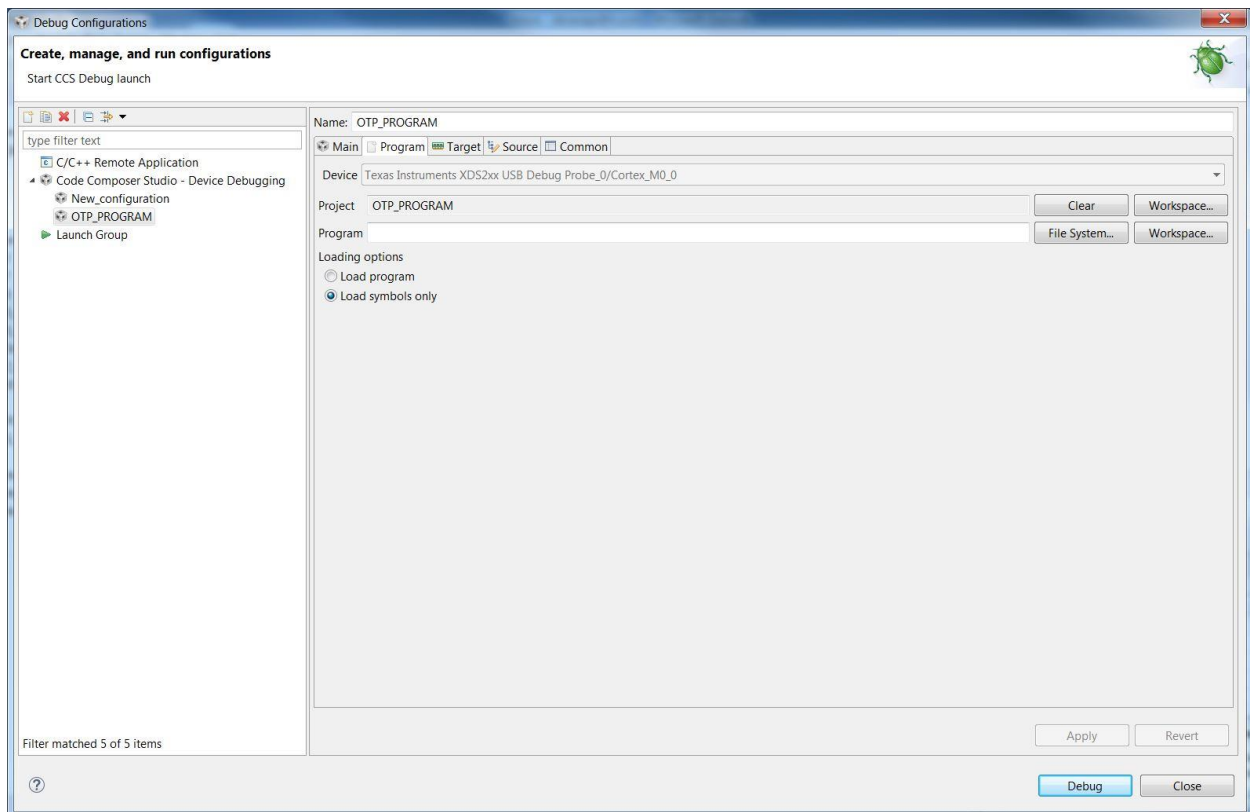 Debug Configurations
Create, manage, and run configurations
Start CCS Debug launch
type filter text
C/C++ Remote Application
Code Composer Studio - Device Debugging
New_configuration
OTP_PROGRAM
Launch Group
Filter matched 5 of 5 items
Name: OTP_PROGRAM
Main Program Target Source Common
Device Texas Instruments XDS2xx USB Debug Probe_0/Cortex_M0_0
Project OTP_PROGRAM Clear Workspace...
Program File System... Workspace...
Loading options
Load program
Load symbols only
Apply Revert
Debug Close